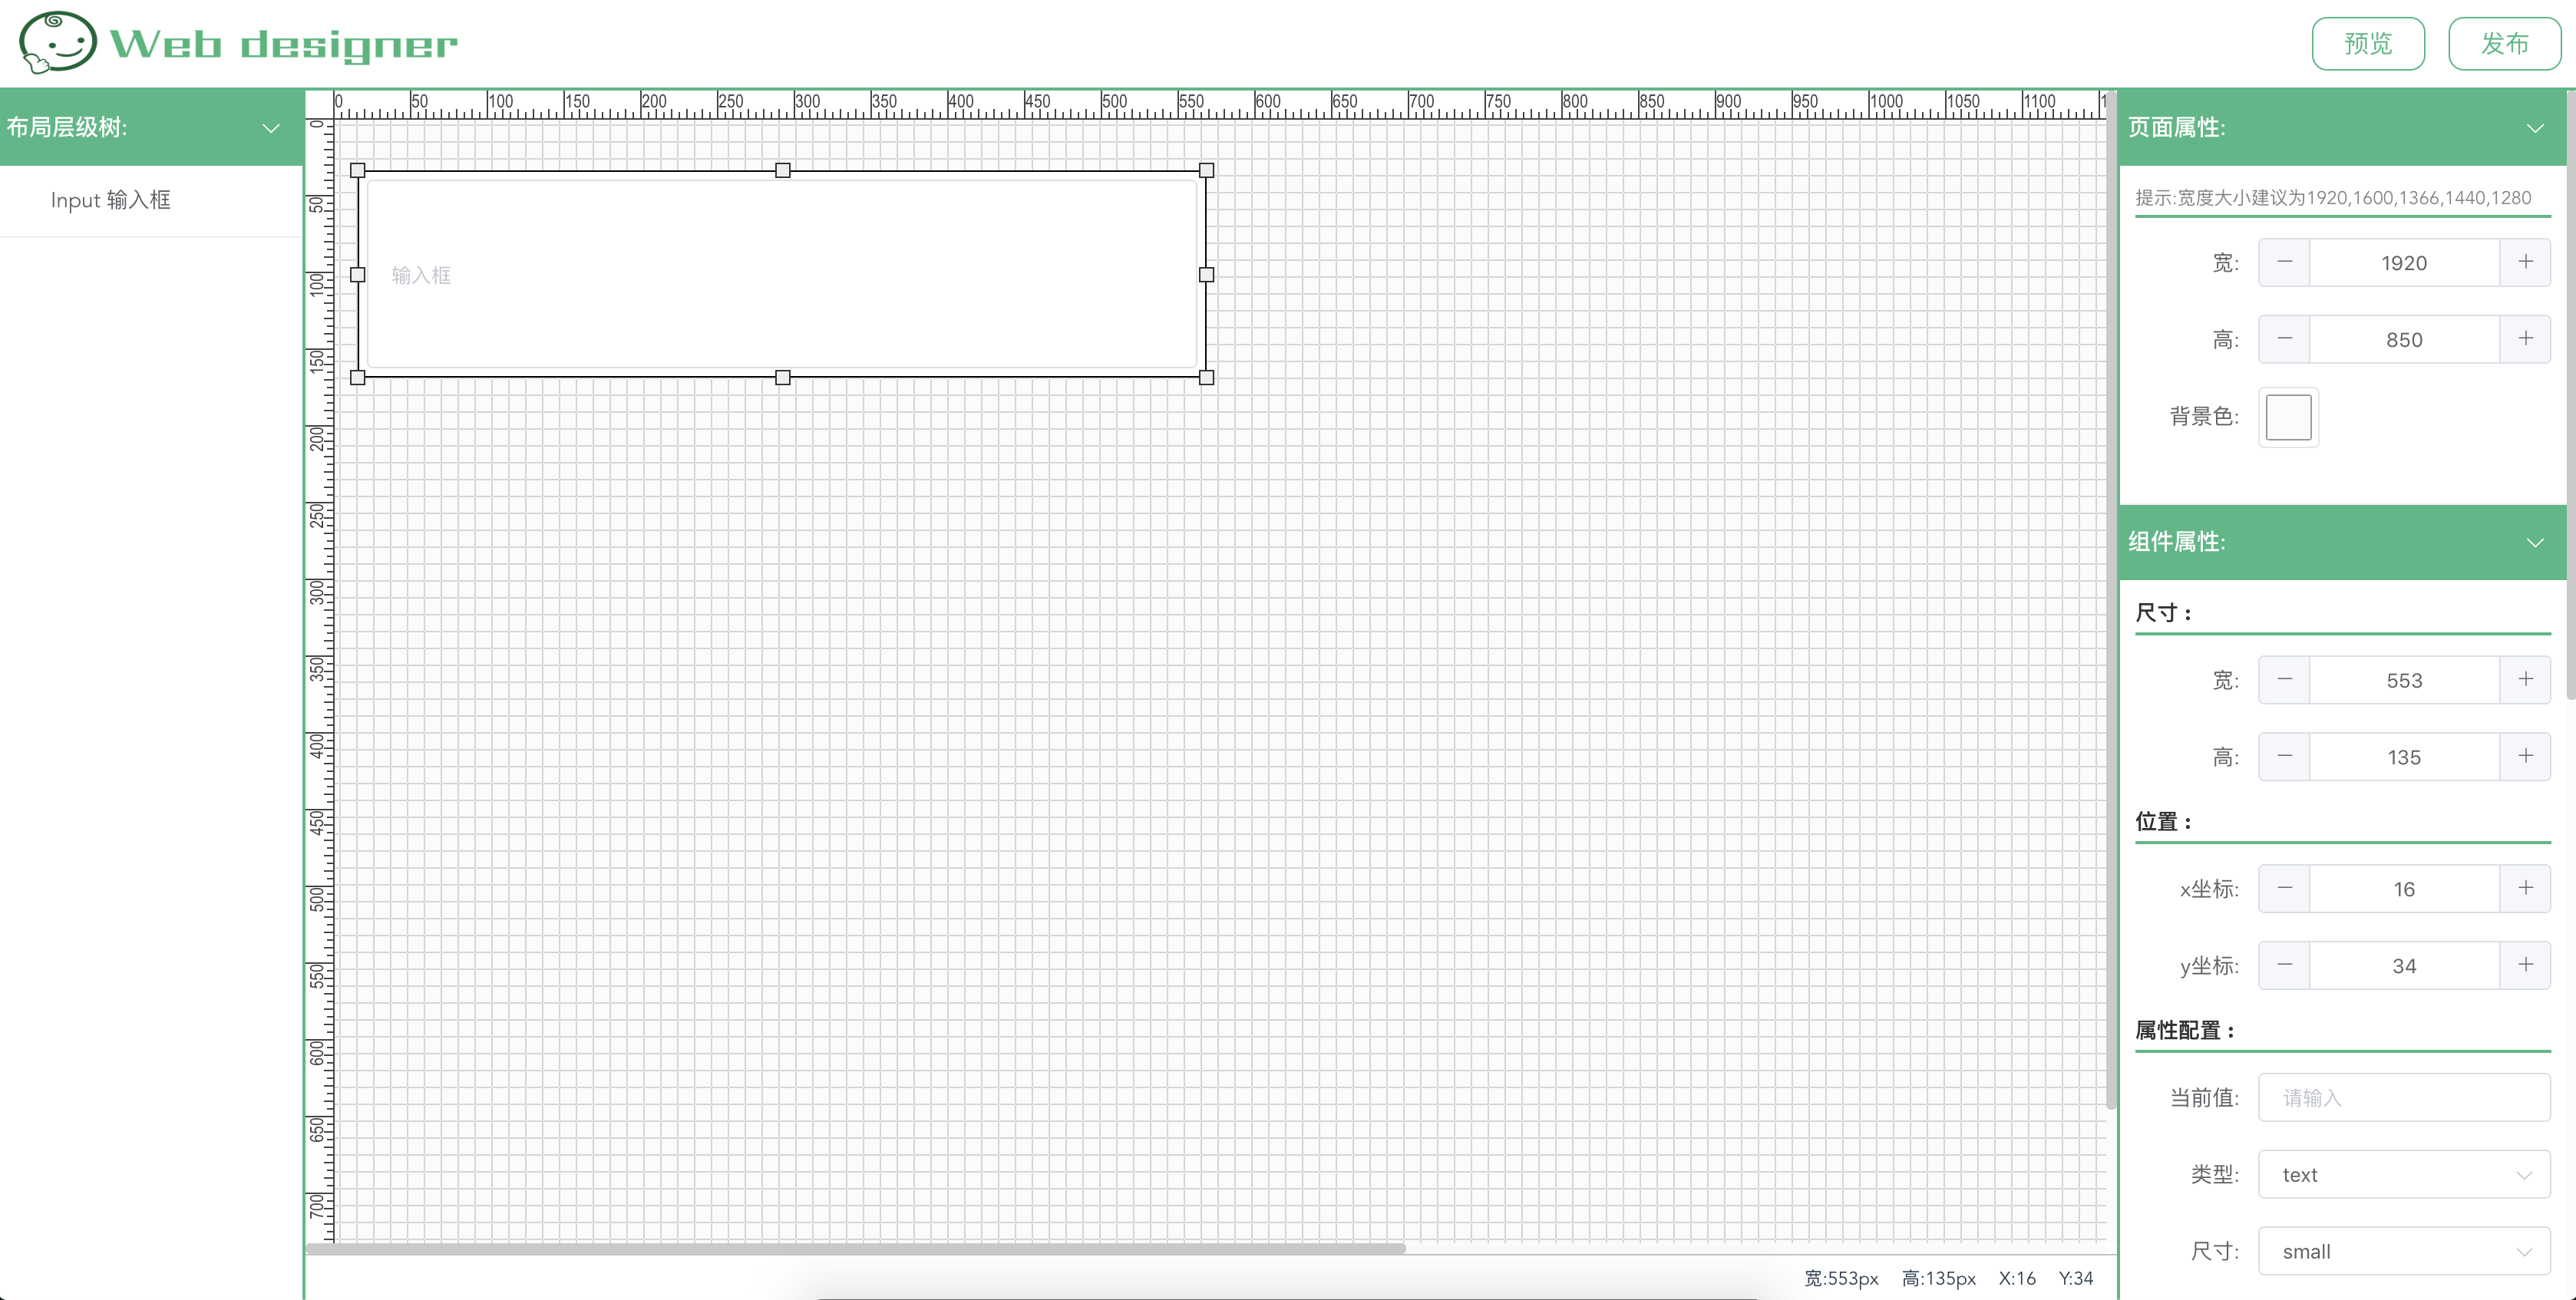 Web designer
预览
发布
布局层级树:
Input 输入框
0 50 100 150 200 250 300 350 400 450 500 550 600 650 700 750 800 850 900 950 1000 1050 1100
0
50
100
150
200
250
300
350
400
450
500
550
600
650
700
输入框
宽:553px 高:135px X:16 Y:34
页面属性:
提示:宽度大小建议为1920,1600,1366,1440,1280
宽: 1920
高: 850
背景色:
组件属性:
尺寸：
宽: 553
高: 135
位置：
x坐标: 16
y坐标: 34
属性配置：
当前值: 请输入
类型: text
尺寸: small